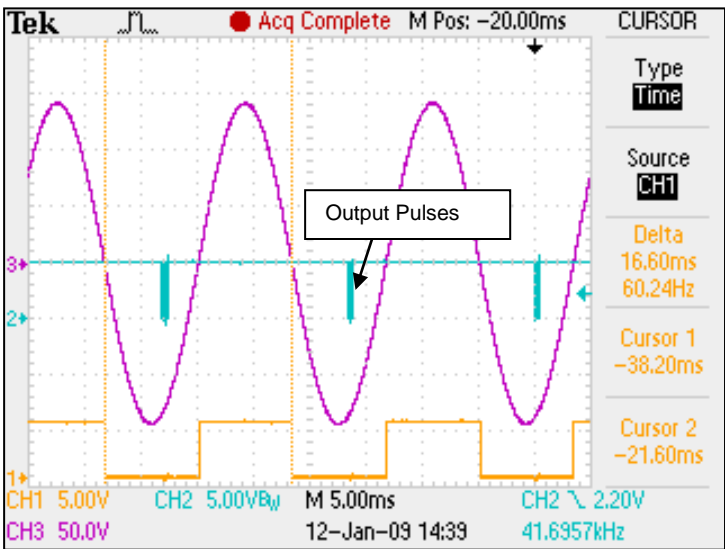 Tek Acq Complete M Pos: −20.00ms CURSOR
Type
Time
Source
CH1
Output Pulses
Delta
16.60ms
60.24Hz
3
2
Cursor 1
−38.20ms
Cursor 2
−21.60ms
1
CH1 5.00V CH2 5.00VBW M 5.00ms CH2 2.20V
CH3 50.0V 12−Jan−09 14:39 41.6957kHz